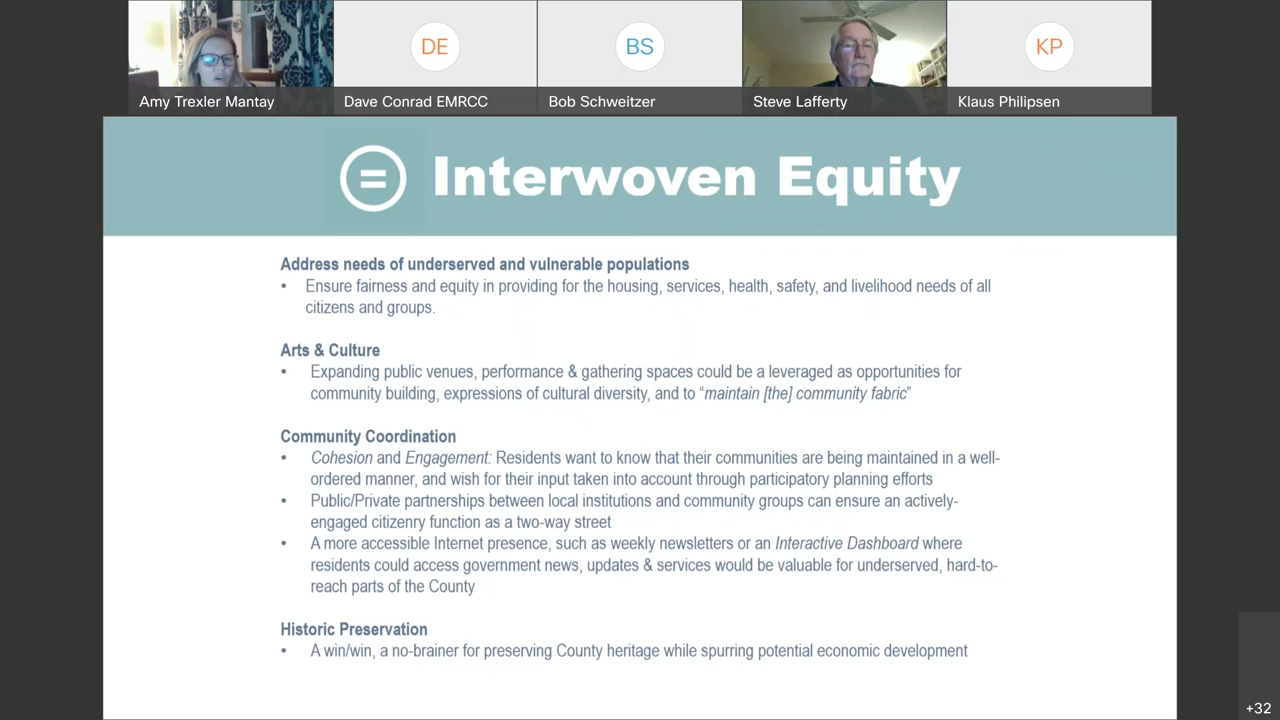 DE
BS
KP
Amy Trexler Mantay
Dave Conrad EMRCC
Bob Schweitzer
Steve Lafferty
Klaus Philipsen
= Interwoven Equity
Address needs of underserved and vulnerable populations
• Ensure fairness and equity in providing for the housing, services, health, safety, and livelihood needs of all
citizens and groups.
Arts & Culture
• Expanding public venues, performance & gathering spaces could be a leveraged as opportunities for
community building, expressions of cultural diversity, and to “maintain [the] community fabric”
Community Coordination
• Cohesion and Engagement: Residents want to know that their communities are being maintained in a well-
ordered manner, and wish for their input taken into account through participatory planning efforts
• Public/Private partnerships between local institutions and community groups can ensure an actively-
engaged citizenry function as a two-way street
• A more accessible Internet presence, such as weekly newsletters or an Interactive Dashboard where
residents could access government news, updates & services would be valuable for underserved, hard-to-
reach parts of the County
Historic Preservation
• A win/win, a no-brainer for preserving County heritage while spurring potential economic development
+32